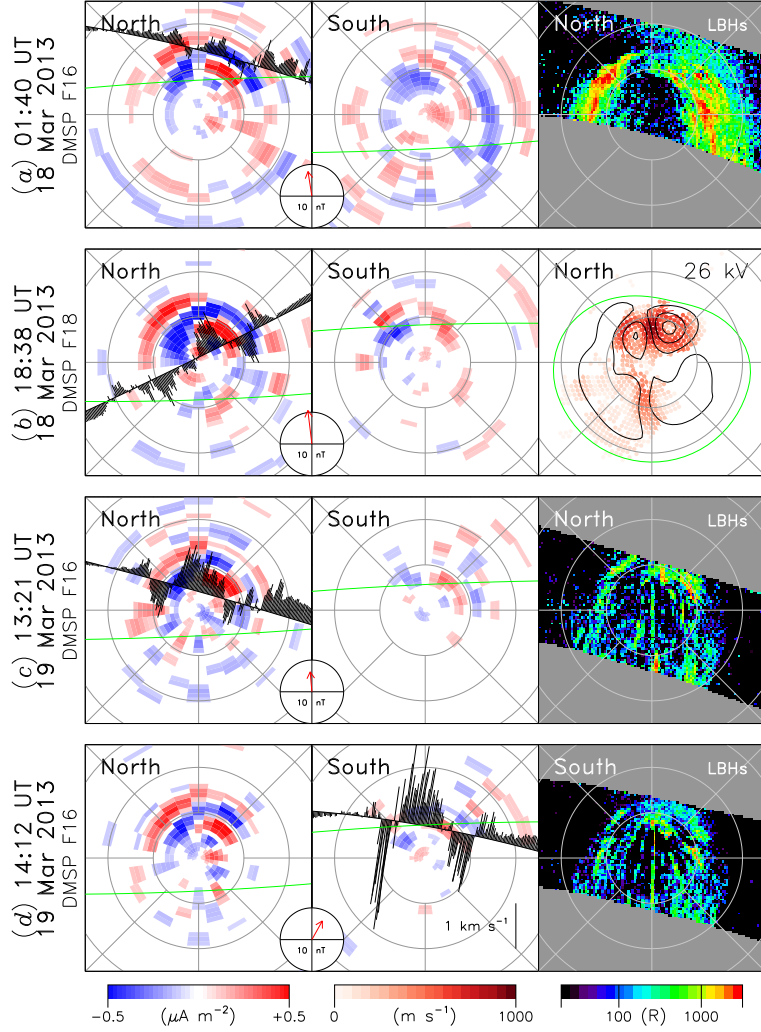 (a) 01:40 UT
18 Mar 2013
DMSP F16
North
South
North
LBHs
10 nT
(b) 18:38 UT
18 Mar 2013
DMSP F18
North
South
North
26 kV
10 nT
(c) 13:21 UT
19 Mar 2013
DMSP F16
North
South
North
LBHs
10 nT
(d) 14:12 UT
19 Mar 2013
DMSP F16
North
South
South
LBHs
10 nT
1 km s⁻¹
−0.5 (μA m⁻²) +0.5
0 (m s⁻¹) 1000
100 (R) 1000